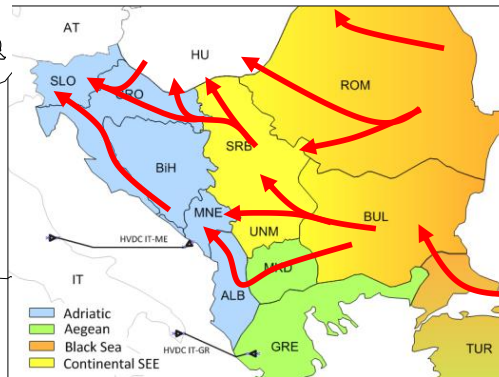 AT
HU
SLO
CRO
ROM
SRB
BiH
MNE
UNM
BUL
HVDC IT-ME
MKD
IT
ALB
Adriatic
Aegean
Black Sea
Continental SEE
HVDC IT-GR
GRE
TUR